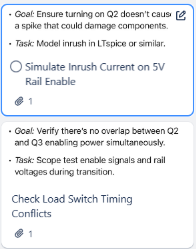 • Goal: Ensure turning on Q2 doesn't cause
a spike that could damage components.
• Task: Model inrush in LTspice or similar.
Simulate Inrush Current on 5V
Rail Enable
1
• Goal: Verify there's no overlap between Q2
and Q3 enabling power simultaneously.
• Task: Scope test enable signals and rail
voltages during transition.
Check Load Switch Timing
Conflicts
1